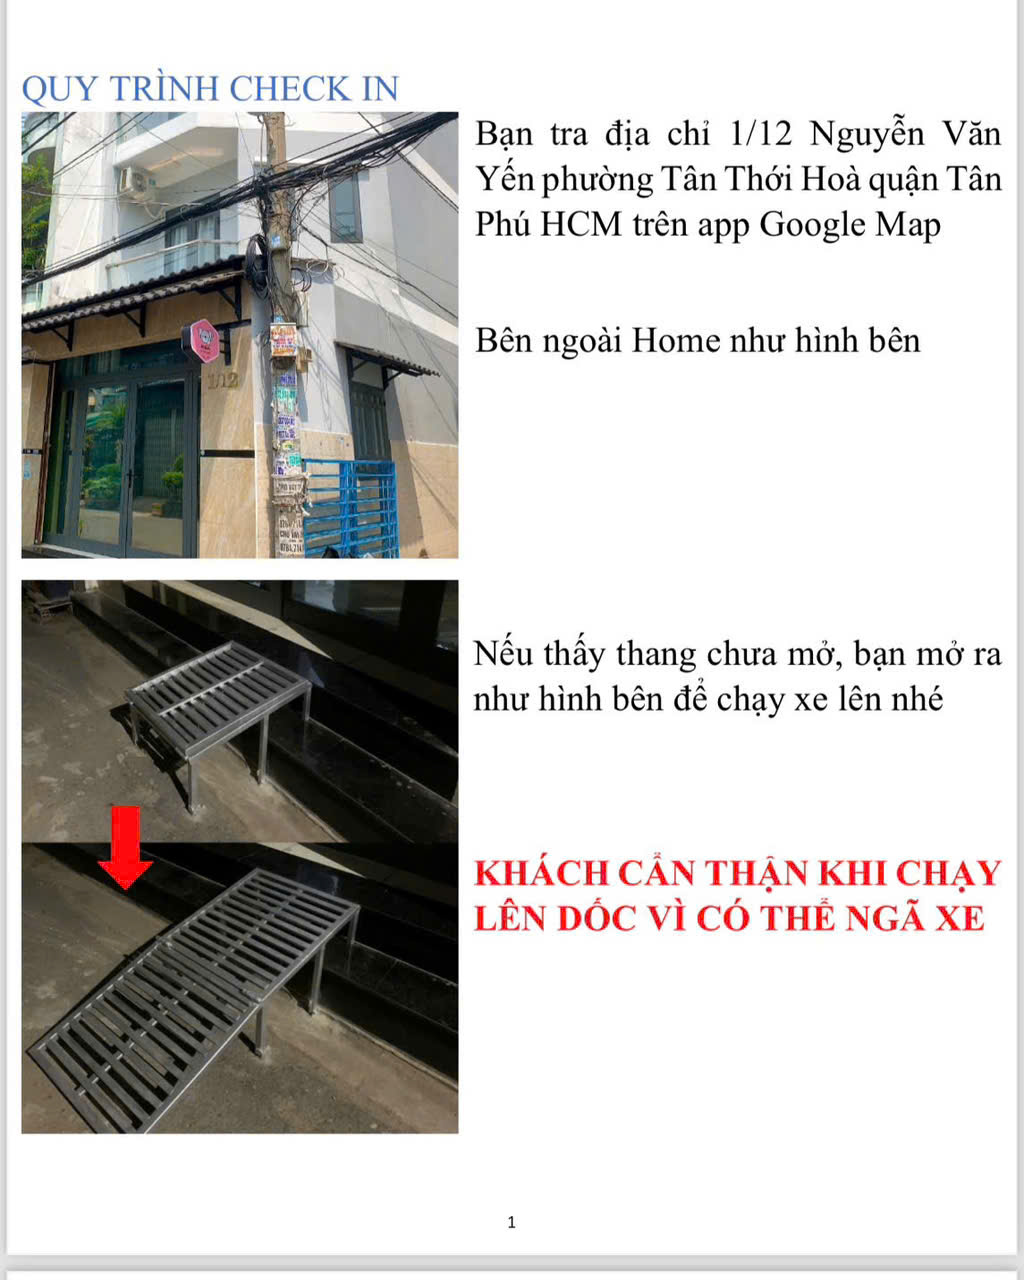 QUY TRÌNH CHECK IN
Bạn tra địa chỉ 1/12 Nguyễn Văn
Yến phường Tân Thới Hoà quận Tân
Phú HCM trên app Google Map
Bên ngoài Home như hình bên
1/12
Nếu thấy thang chưa mở, bạn mở ra
như hình bên để chạy xe lên nhé
KHÁCH CẨN THẬN KHI CHẠY
LÊN DỐC VÌ CÓ THỂ NGÃ XE
1